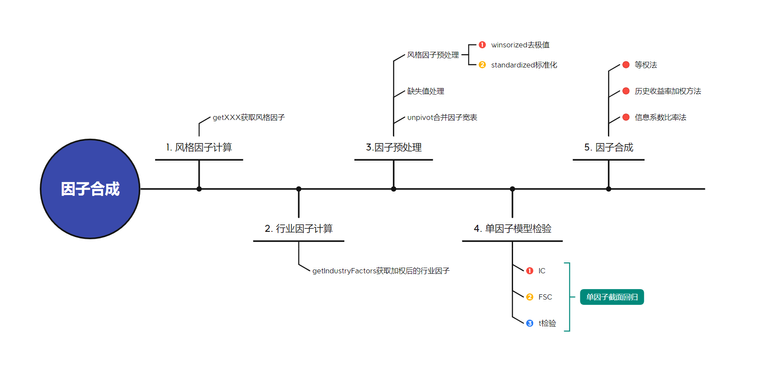 因子合成
1. 风格因子计算
getXXX获取风格因子
2. 行业因子计算
getIndustryFactors获取加权后的行业因子
3.因子预处理
风格因子预处理
1 winsorized去极值
2 standardized标准化
缺失值处理
unpivot合并因子宽表
4. 单因子模型检验
1 IC
2 FSC
3 t检验
单因子截面回归
5. 因子合成
等权法
历史收益率加权方法
信息系数比率法